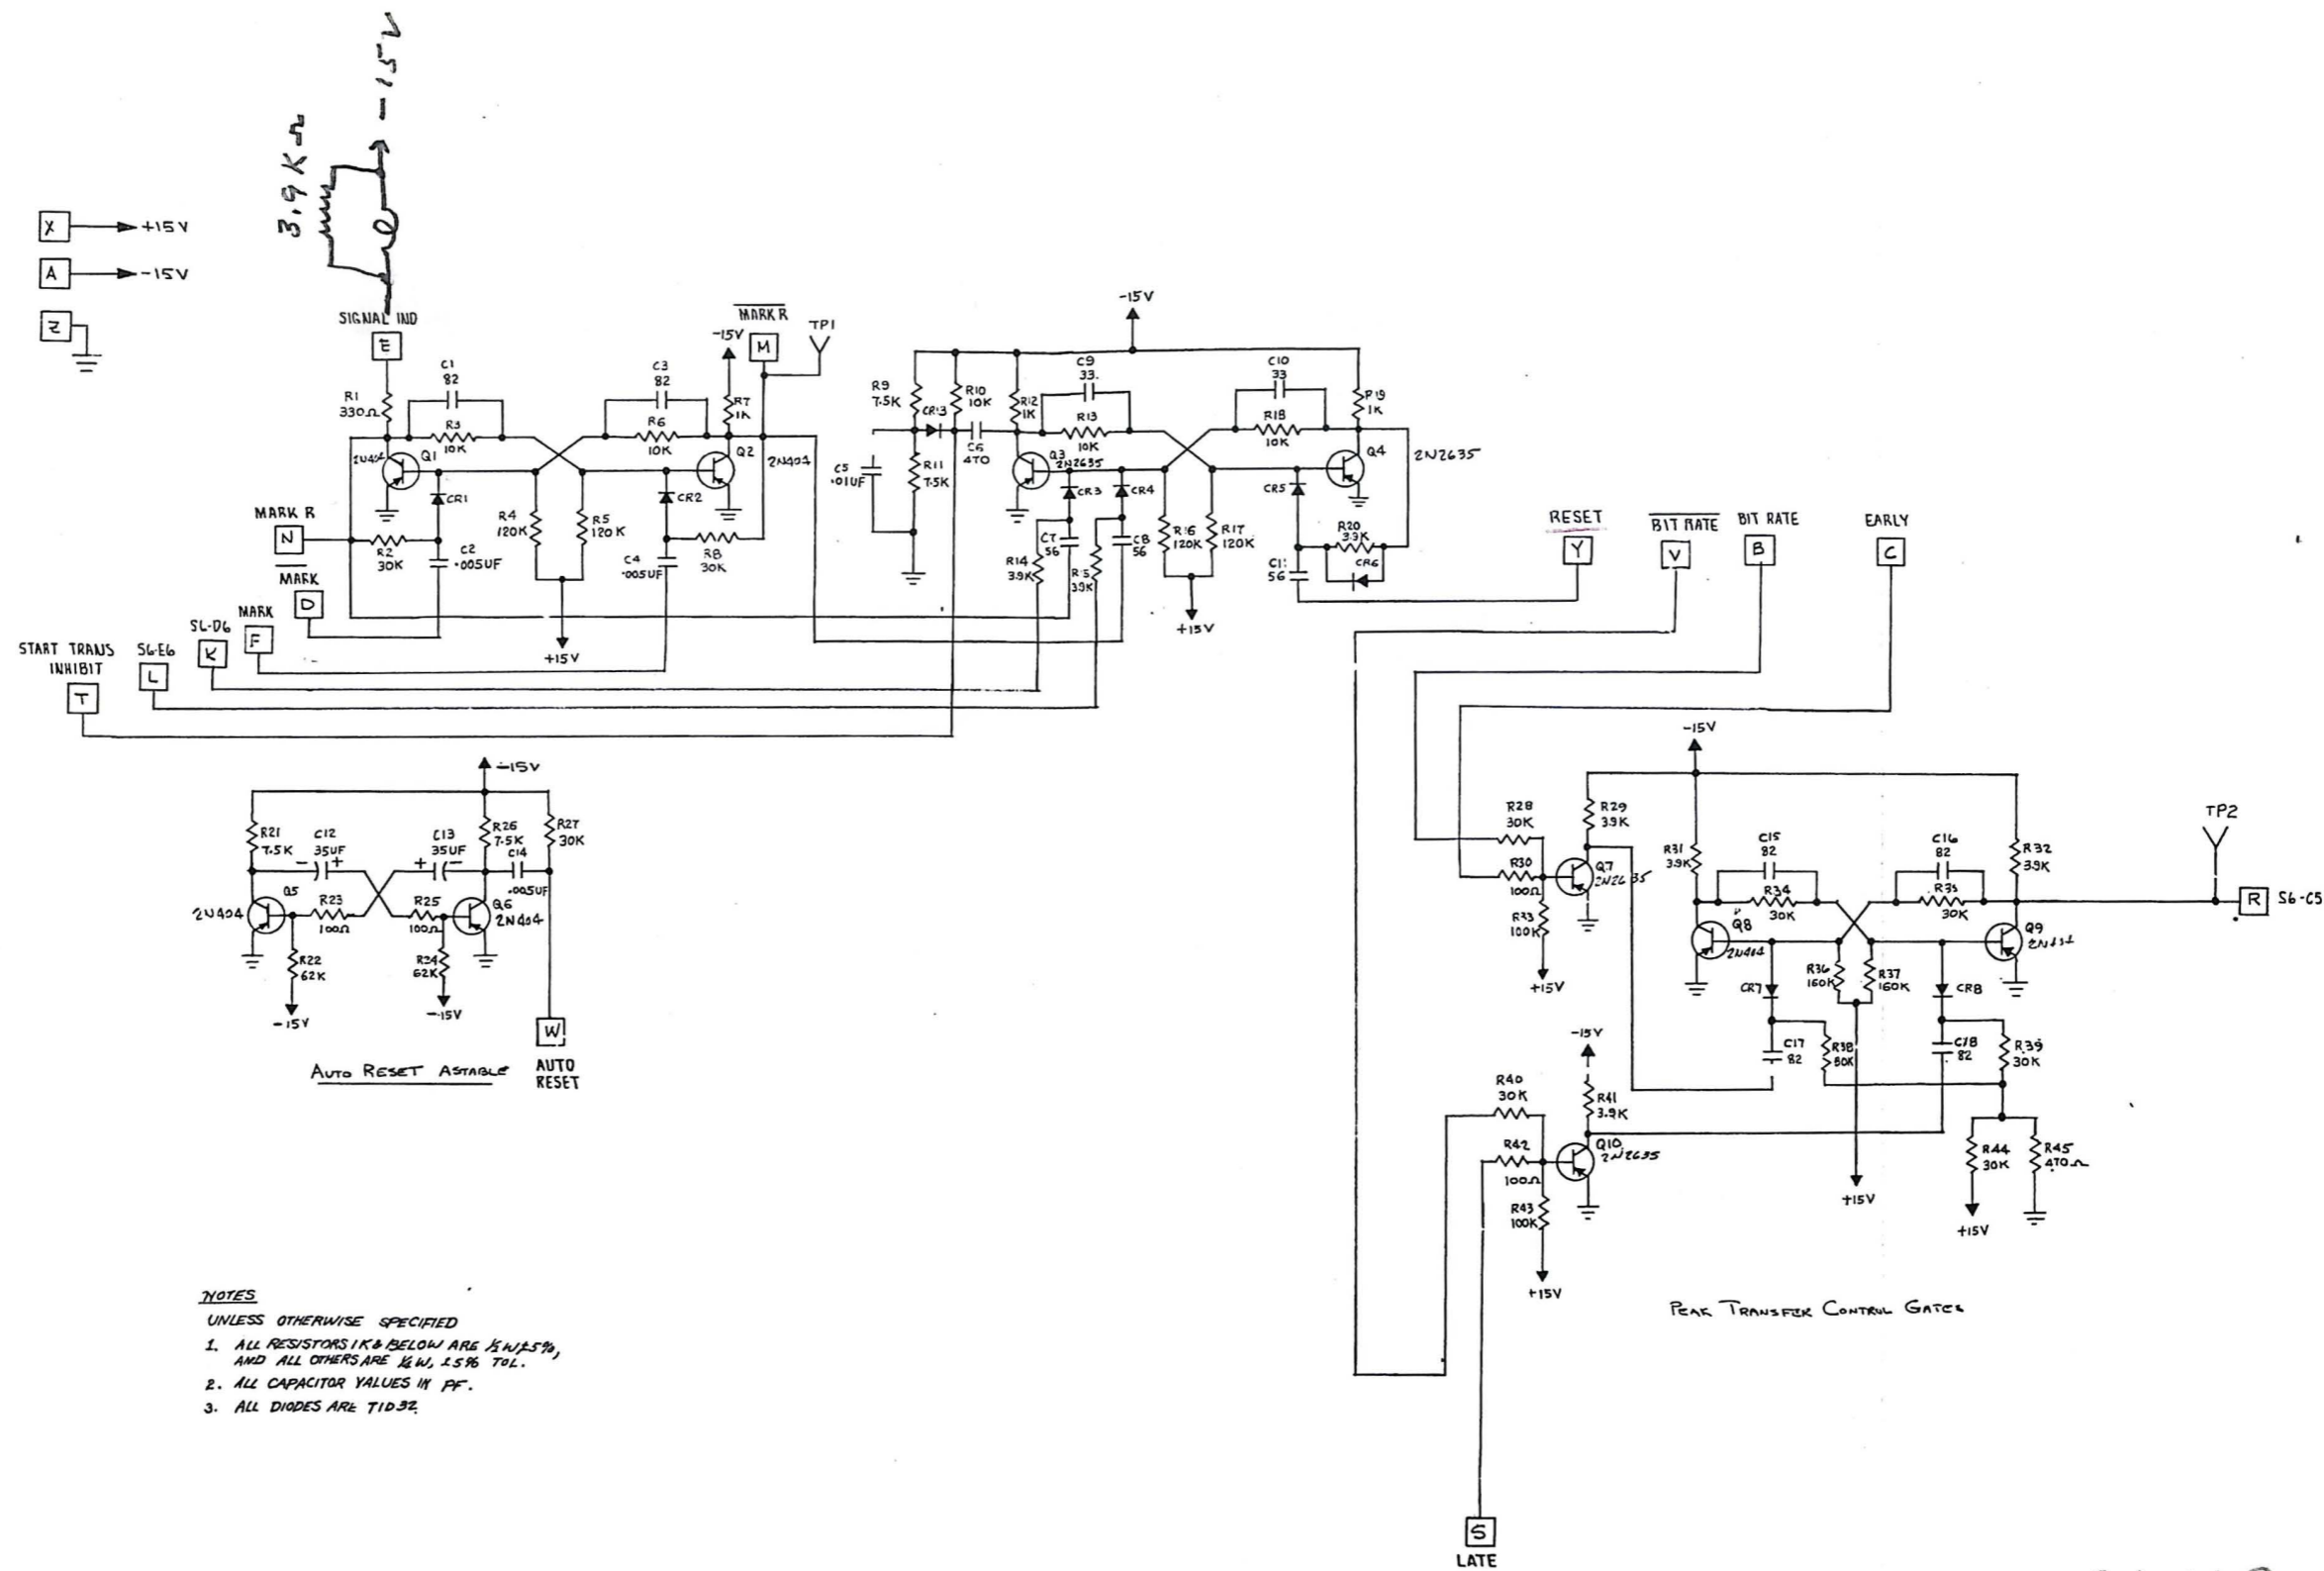 3.9 K Ω
-15V
X
+15V
A
-15V
Z
SIGNAL IND
E
R1
330Ω
C1
82
R3
10K
C3
82
R6
10K
-15V
R7
1K
MARK R
M
TP1
2N404
Q1
CR1
R2
30K
C2
.005UF
R4
120K
R5
120K
+15V
CR2
C4
.005UF
R8
30K
Q2
2N404
MARK R
N
MARK
D
MARK
F
S6-D6
K
S6-E6
L
START TRANS
INHIBIT
T
-15V
R9
7.5K
CR13
R10
10K
R12
1K
C9
33
R13
10K
C10
33
R18
10K
R19
1K
C5
.01UF
R11
7.5K
C6
470
Q3
2N2635
Q4
2N2635
CR3
CR4
CR5
C7
56
C8
56
R14
3.9K
R15
39K
R16
120K
R17
120K
+15V
R20
3.9K
CR6
C11
56
RESET
Y
BIT RATE
V
BIT RATE
B
EARLY
C
-15V
R21
7.5K
C12
35UF
- +
C13
35UF
+ -
R26
7.5K
C14
.005UF
R27
30K
Q5
2N404
R23
100Ω
R25
100Ω
Q6
2N404
R22
62K
-15V
R24
62K
-15V
W
AUTO
RESET
AUTO RESET ASTABLE
R28
30K
R30
100Ω
R33
100K
+15V
R29
3.9K
Q7
2N2635
-15V
R31
3.9K
C15
82
R34
30K
C16
82
R35
30K
R32
3.9K
TP2
R
S6-C5
Q8
2N404
Q9
2N404
CR7
R36
160K
R37
160K
CR8
C17
82
R38
C18
82
R39
30K
R44
30K
+15V
R45
470Ω
+15V
-15V
R41
3.9K
R40
30K
R42
100Ω
Q10
2N2635
R43
100K
+15V
S
LATE
PEAK TRANSFER CONTROL GATES
NOTES
UNLESS OTHERWISE SPECIFIED
1. ALL RESISTORS 1K & BELOW ARE ½W ±5%,
AND ALL OTHERS ARE ¼W, ±5% TOL.
2. ALL CAPACITOR VALUES IN PF.
3. ALL DIODES ARE TID32